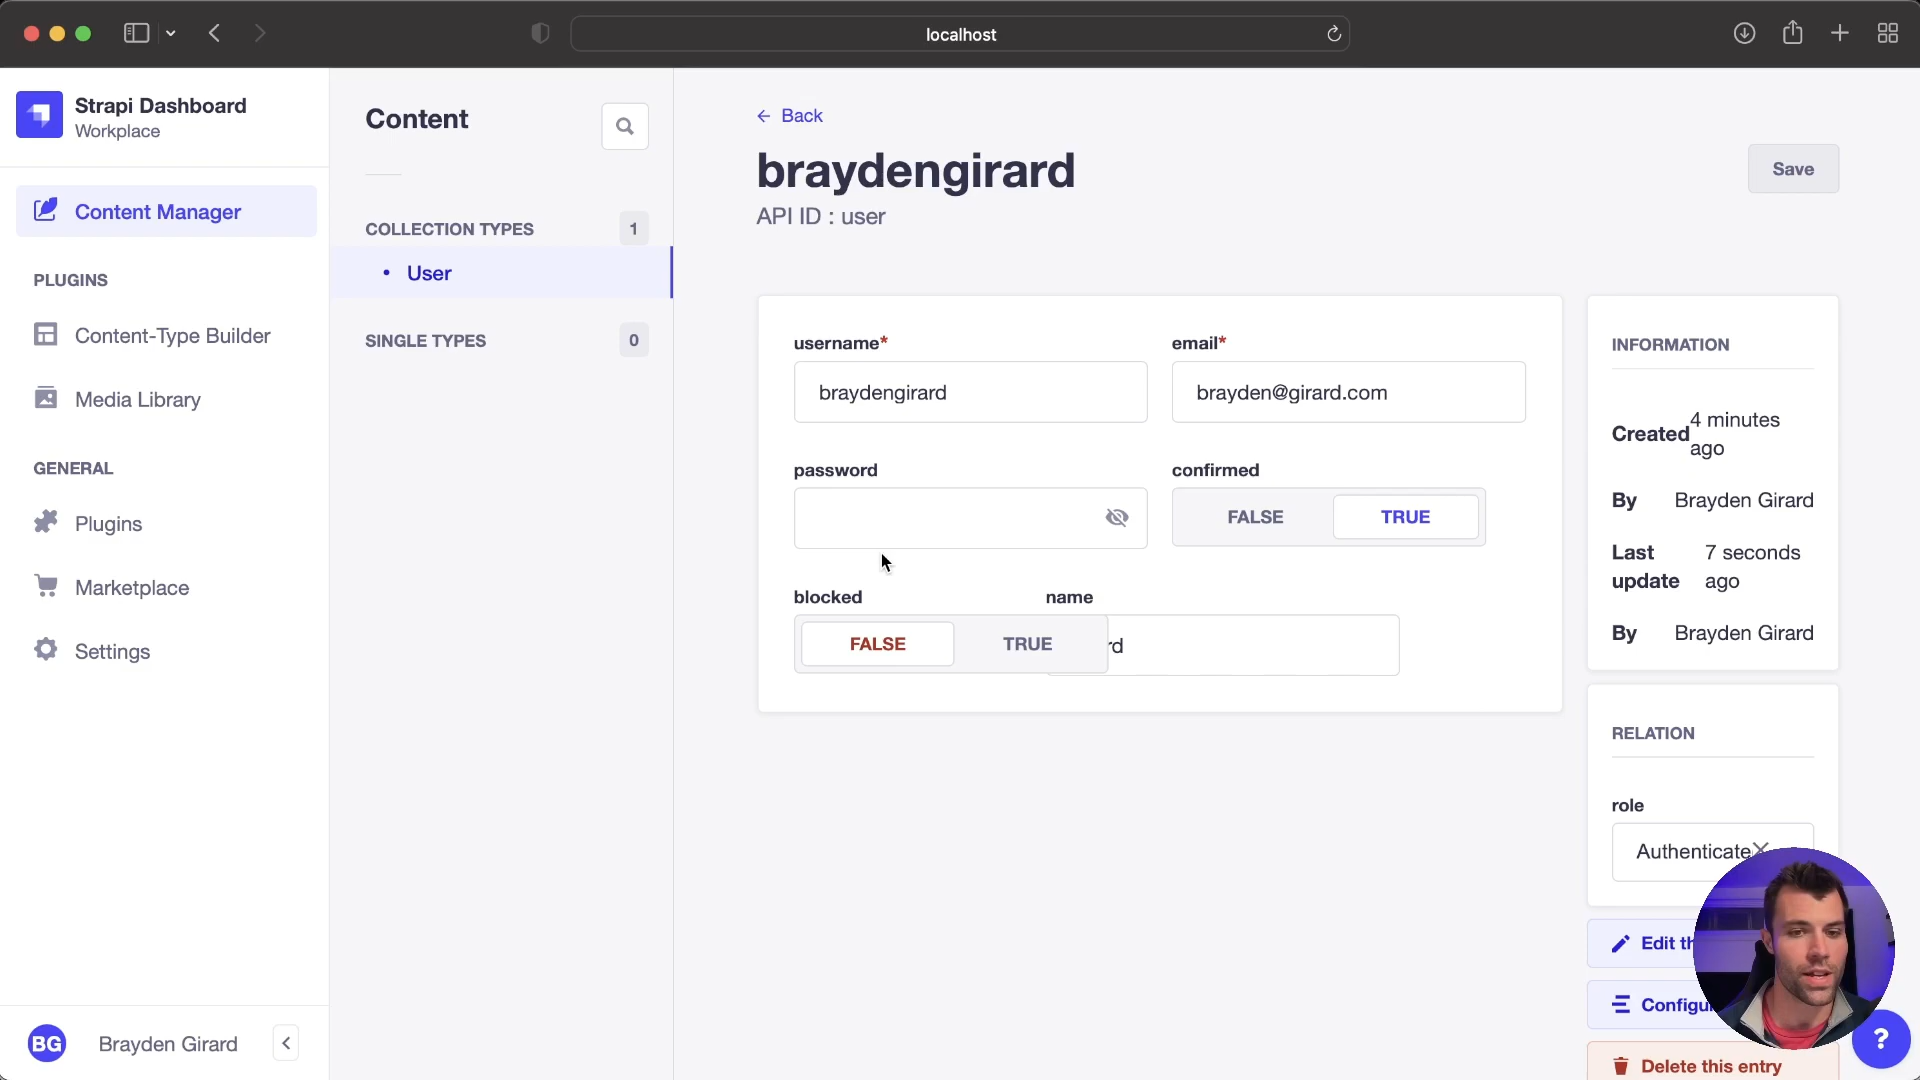 localhost
Strapi Dashboard
Workplace
Content Manager
PLUGINS
Content-Type Builder
Media Library
GENERAL
Plugins
Marketplace
Settings
BG
Brayden Girard
Content
COLLECTION TYPES
1
User
SINGLE TYPES
0
Back
braydengirard
API ID : user
Save
username*
braydengirard
email*
brayden@girard.com
password
confirmed
FALSE
TRUE
blocked
FALSE
TRUE
name
rd
INFORMATION
Created
4 minutes
ago
By
Brayden Girard
Last
update
7 seconds
ago
By
Brayden Girard
RELATION
role
Authenticate
Edit
Delete this entry
?